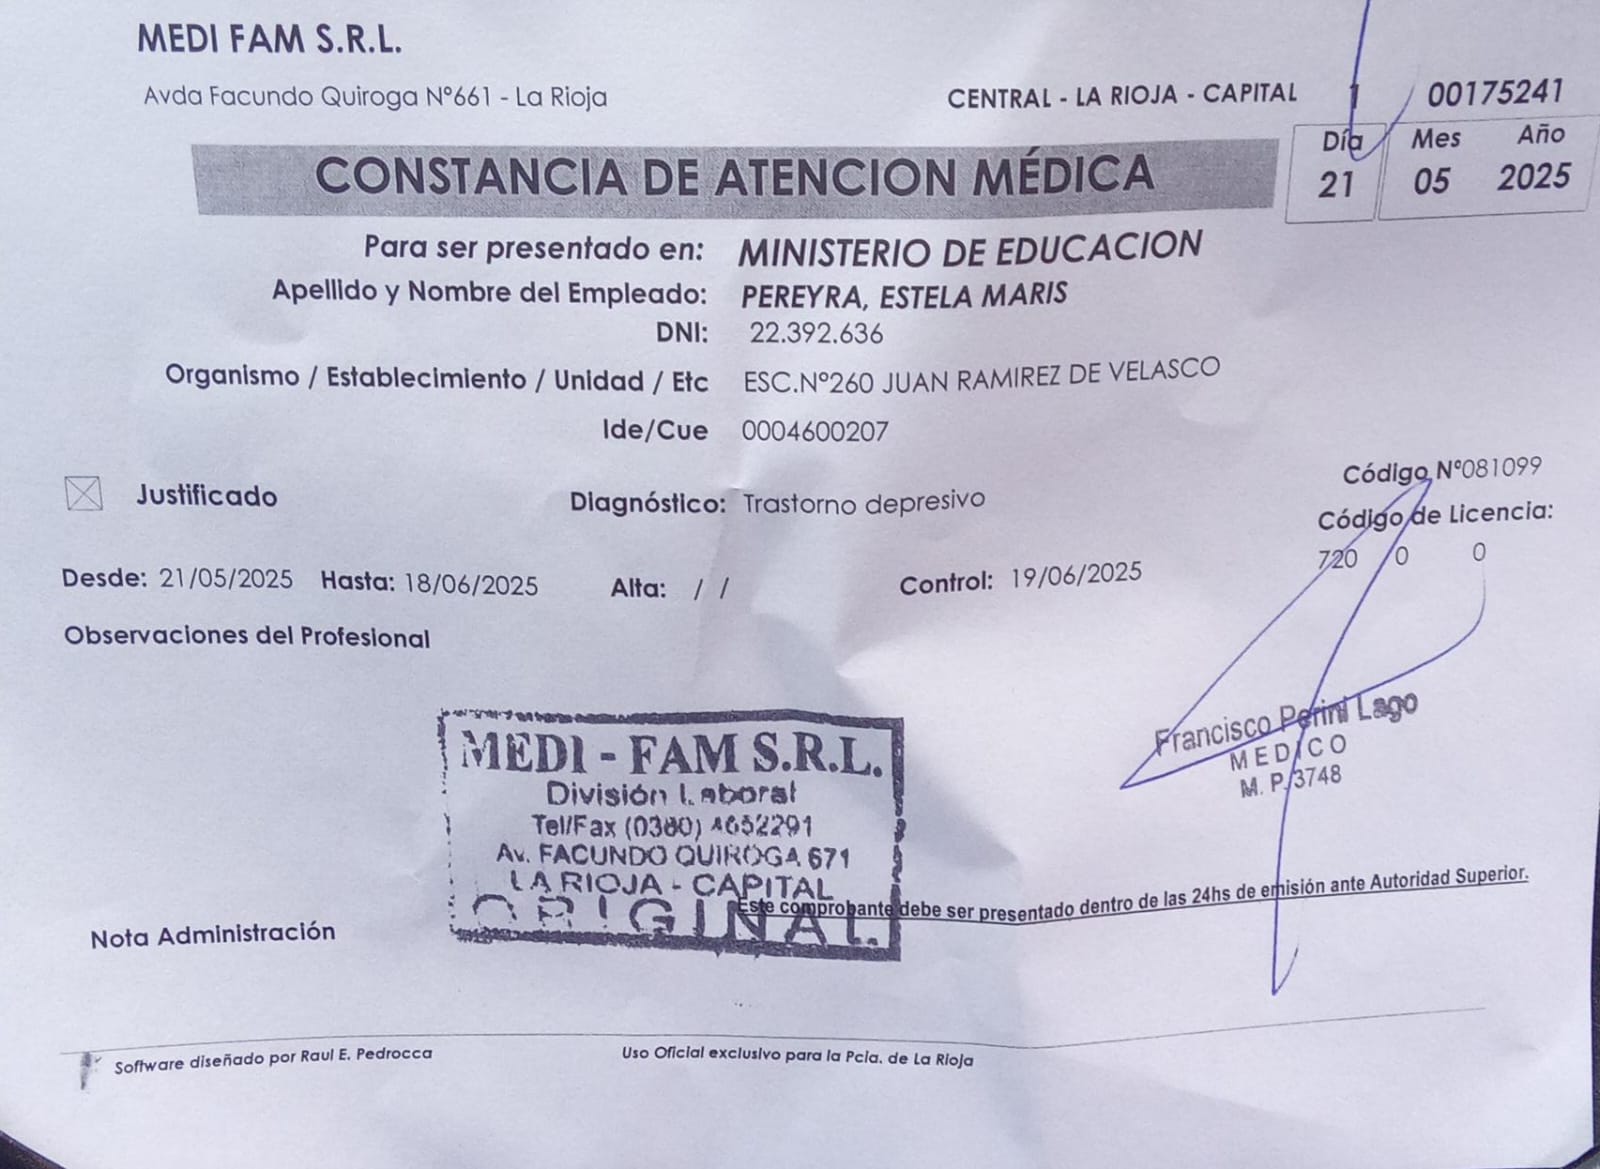 MEDI FAM S.R.L.
Avda Facundo Quiroga Nº661 - La Rioja
CENTRAL - LA RIOJA - CAPITAL 1 00175241
CONSTANCIA DE ATENCION MÉDICA
Día Mes Año
21 05 2025
Para ser presentado en: MINISTERIO DE EDUCACION
Apellido y Nombre del Empleado: PEREYRA, ESTELA MARIS
DNI: 22.392.636
Organismo / Establecimiento / Unidad / Etc ESC.Nº260 JUAN RAMIREZ DE VELASCO
Ide/Cue 0004600207
Código Nº081099
Justificado Diagnóstico: Trastorno depresivo
Código de Licencia:
720 0 0
Desde: 21/05/2025 Hasta: 18/06/2025 Alta: / / Control: 19/06/2025
Observaciones del Profesional
Francisco Perini Lago
MEDICO
M. P. 3748
MEDI - FAM S.R.L.
División Laboral
Tel/Fax (0380) 4652291
Av. FACUNDO QUIROGA 671
LA RIOJA - CAPITAL
ORIGINAL
Este comprobante debe ser presentado dentro de las 24hs de emisión ante Autoridad Superior.
Nota Administración
Software diseñado por Raul E. Pedrocca
Uso Oficial exclusivo para la Pcia. de La Rioja